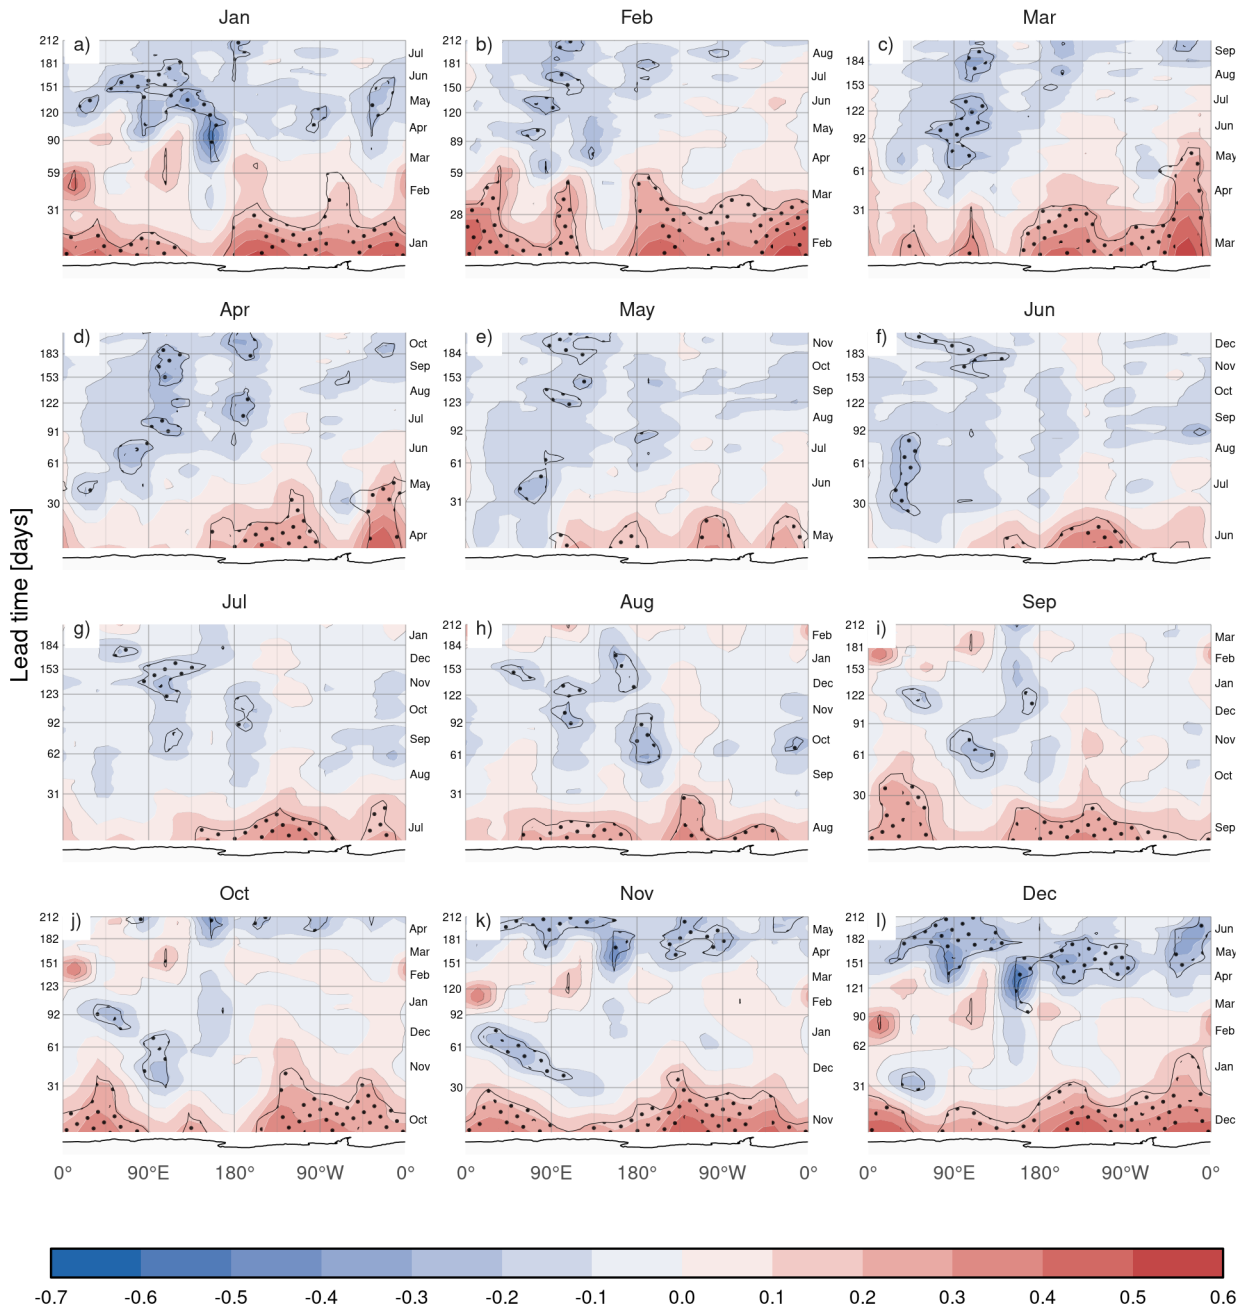 Jan Feb Mar
a) b) c)
212 181 151 120 90 59 31
Jul Jun May Apr Mar Feb Jan
212 181 150 120 89 59 28
Aug Jul Jun May Apr Mar Feb
184 153 122 92 61 31
Sep Aug Jul Jun May Apr Mar
Apr May Jun
d) e) f)
183 153 122 91 61 30
Oct Sep Aug Jul Jun May Apr
184 153 123 92 61 31
Nov Oct Sep Aug Jul Jun May
183 153 122 92 61 30
Dec Nov Oct Sep Aug Jul Jun
Lead time [days]
Jul Aug Sep
g) h) i)
212 184 153 123 92 62 31
Jan Dec Nov Oct Sep Aug Jul
212 184 153 122 92 61 31
Feb Jan Dec Nov Oct Sep Aug
212 181 153 122 91 61 30
Mar Feb Jan Dec Nov Oct Sep
Oct Nov Dec
j) k) l)
212 182 151 123 92 61 31
Apr Mar Feb Jan Dec Nov Oct
212 181 151 120 92 61 30
May Apr Mar Feb Jan Dec Nov
212 182 151 121 90 62 31
Jun May Apr Mar Feb Jan Dec
0° 90°E 180° 90°W 0° 0° 90°E 180° 90°W 0° 0° 90°E 180° 90°W 0°
-0.7 -0.6 -0.5 -0.4 -0.3 -0.2 -0.1 0.0 0.1 0.2 0.3 0.4 0.5 0.6